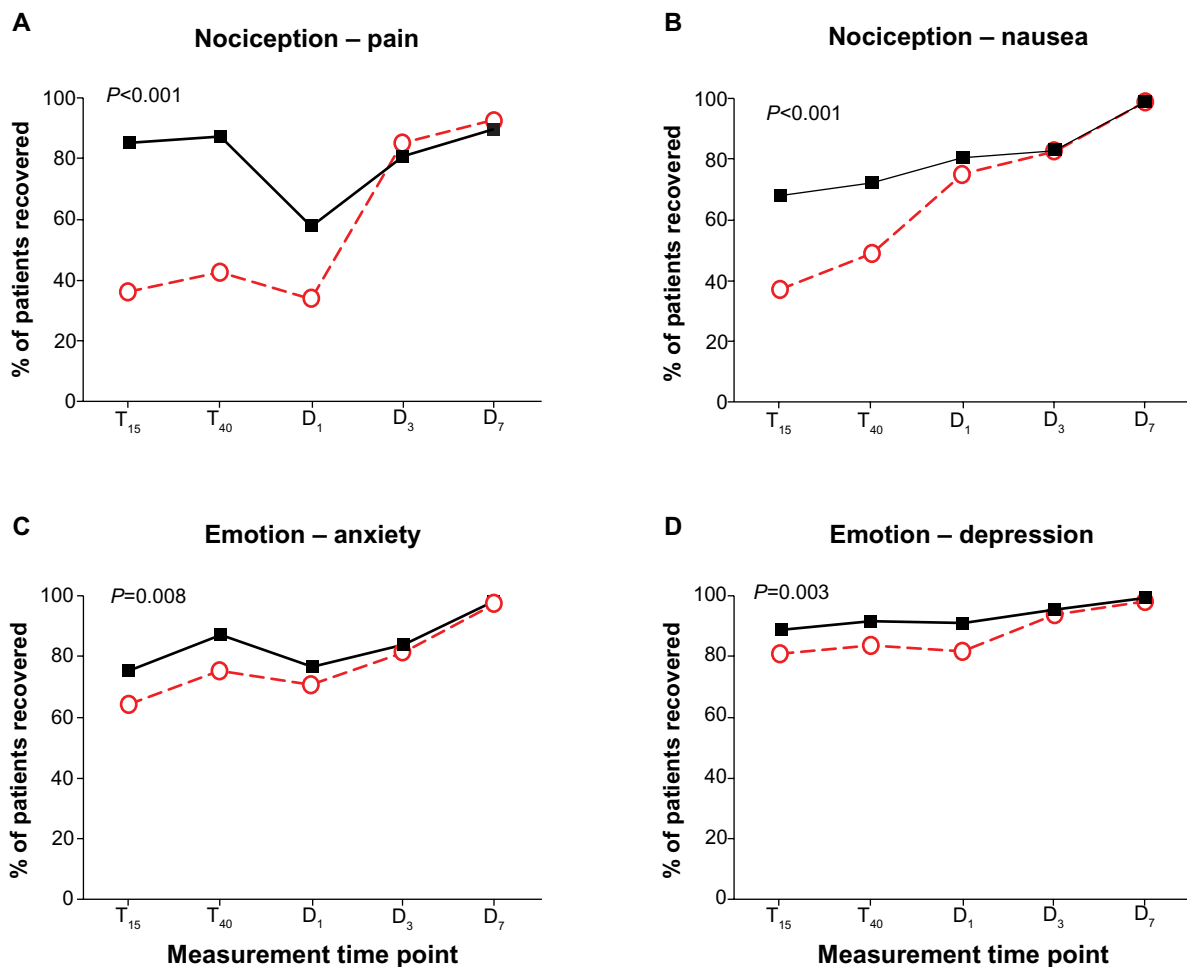 A
Nociception – pain
P<0.001
% of patients recovered
100
80
60
40
20
0
T15
T40
D1
D3
D7
B
Nociception – nausea
P<0.001
% of patients recovered
100
80
60
40
20
0
T15
T40
D1
D3
D7
C
Emotion – anxiety
P=0.008
% of patients recovered
100
80
60
40
20
0
T15
T40
D1
D3
D7
Measurement time point
D
Emotion – depression
P=0.003
% of patients recovered
100
80
60
40
20
0
T15
T40
D1
D3
D7
Measurement time point